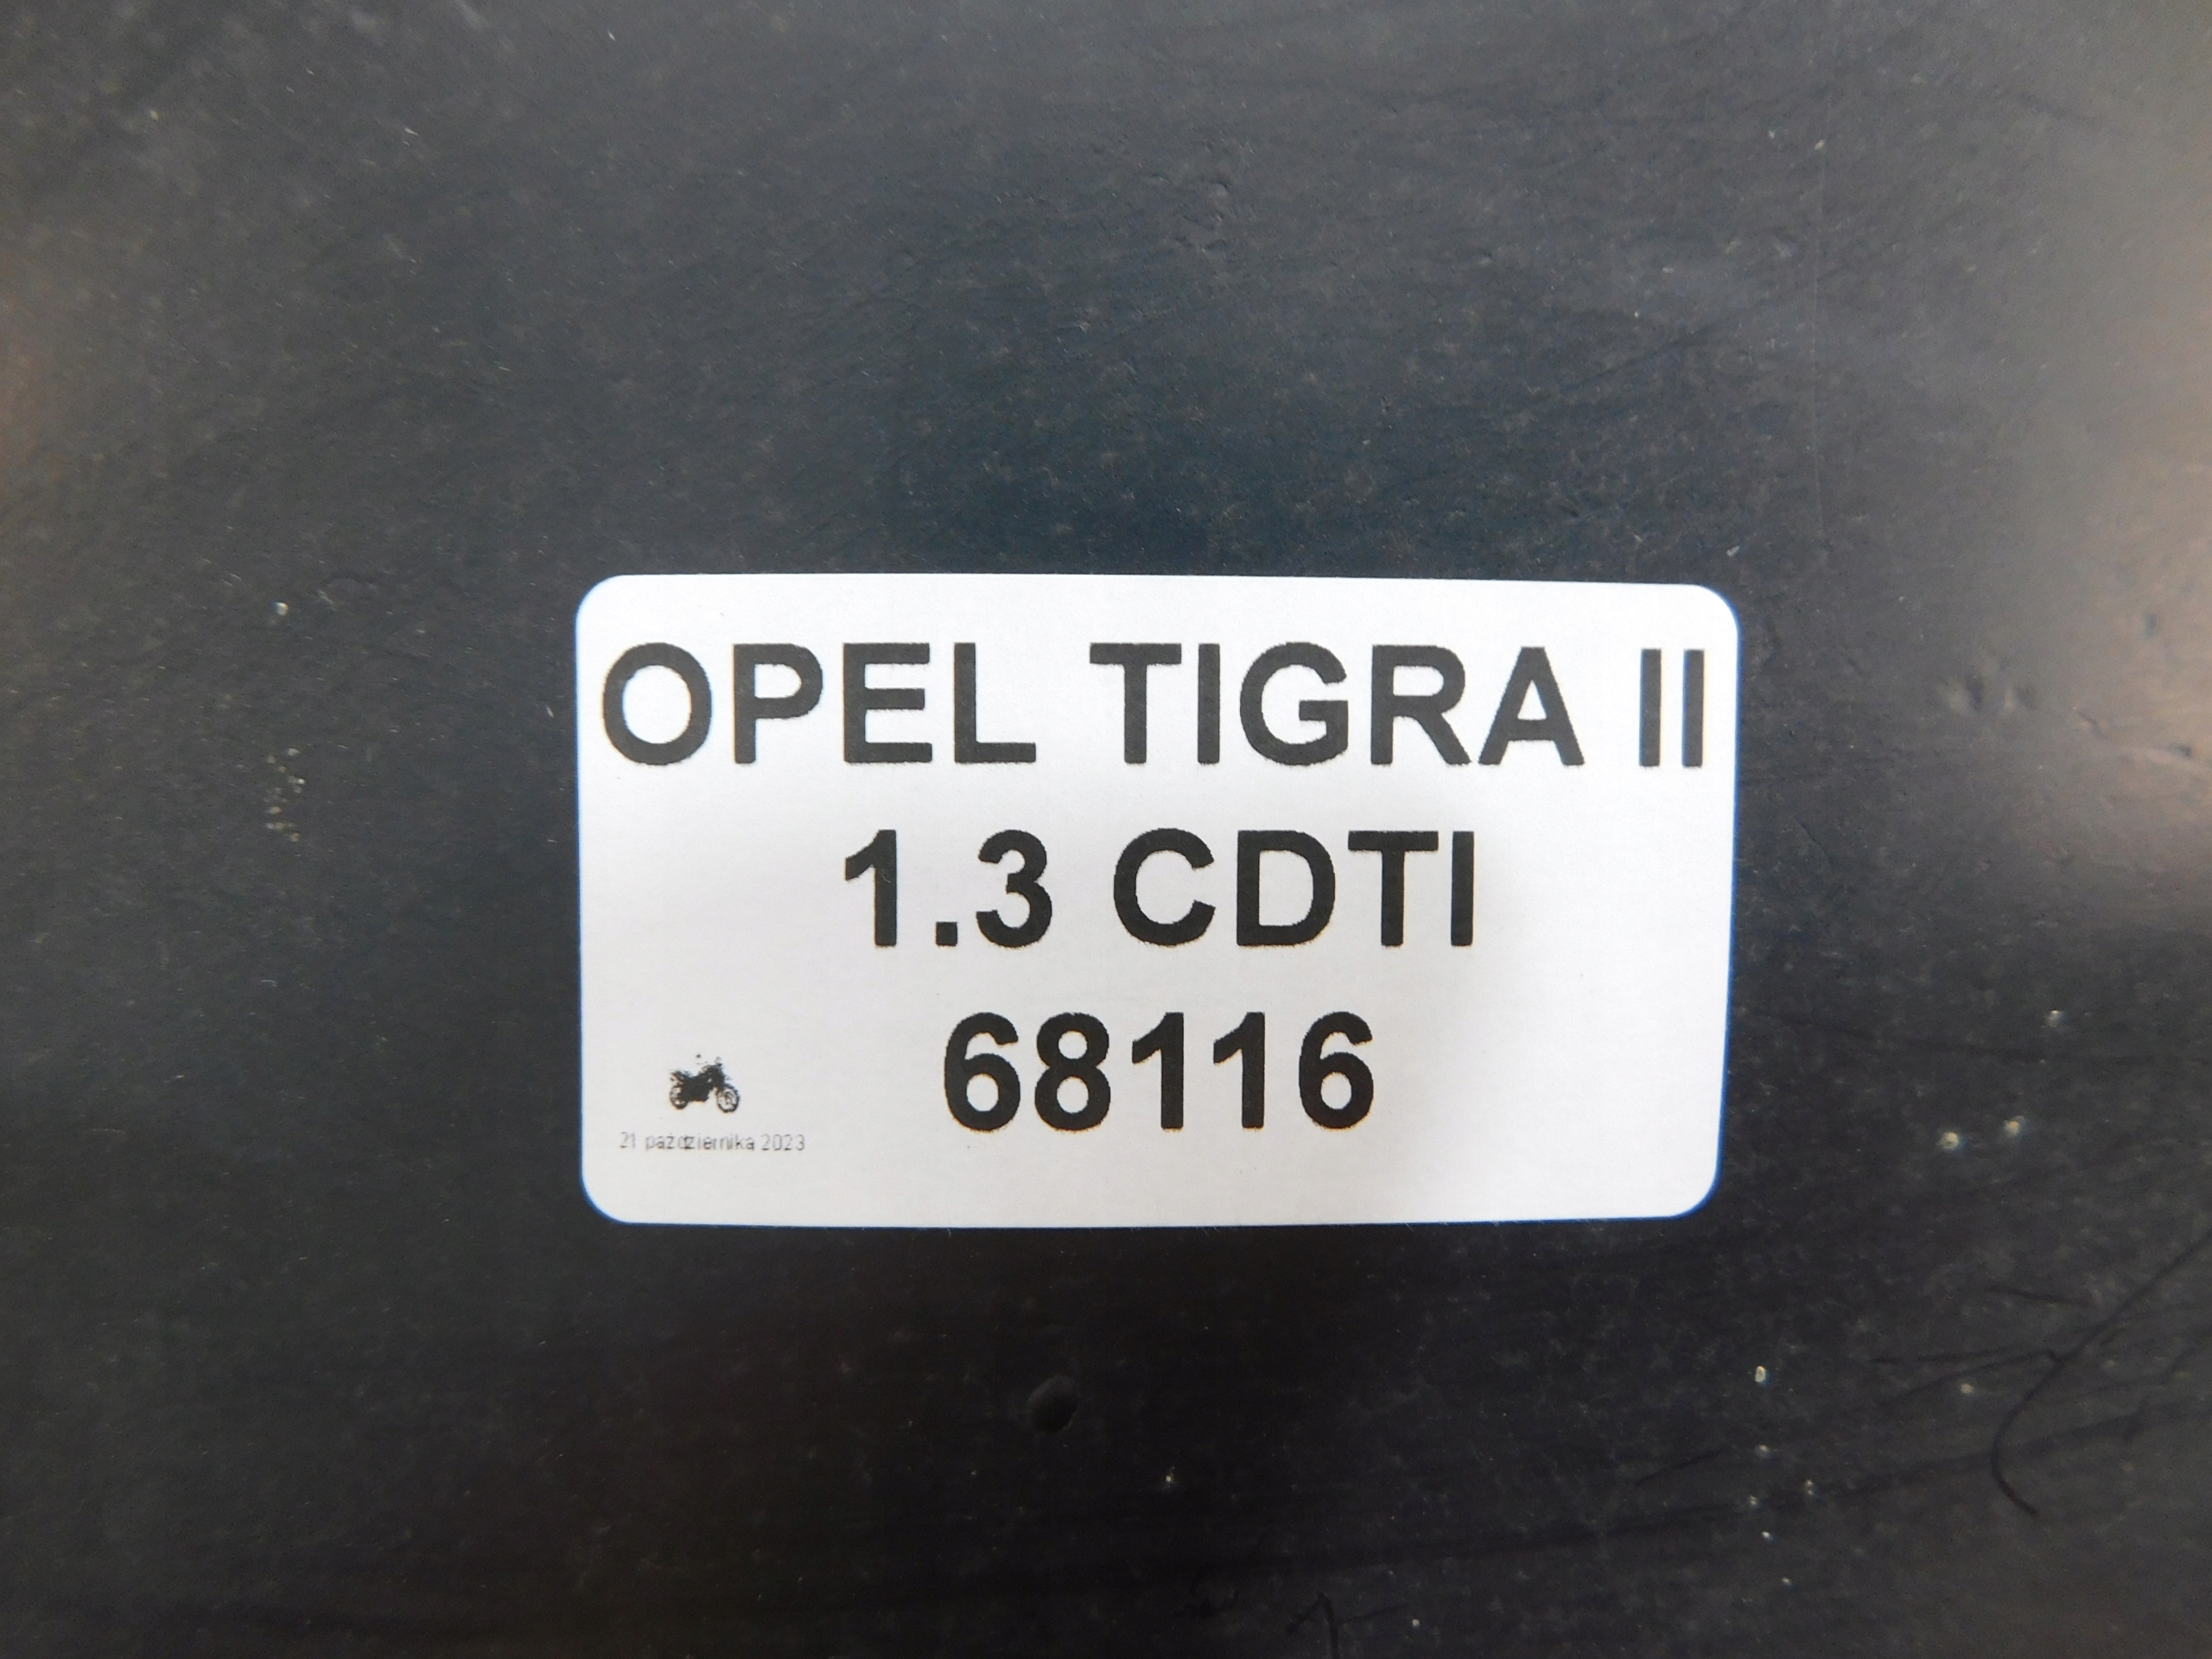 OPEL TIGRA II
1.3 CDTI
68116
21 października 2023